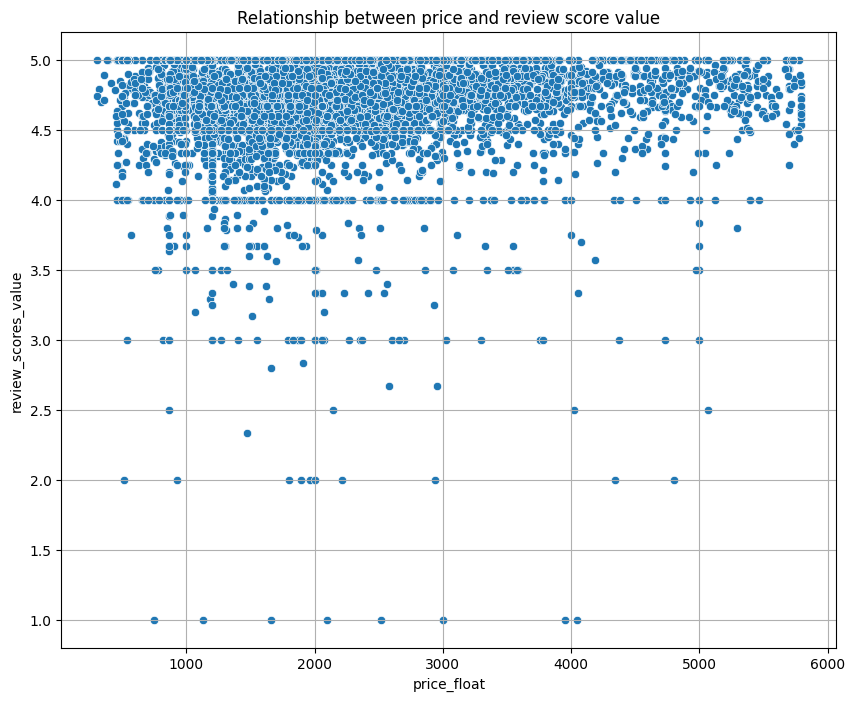 Relationship between price and review score value
5.0
4.5
4.0
3.5
3.0
2.5
2.0
1.5
1.0
review_scores_value
1000 2000 3000 4000 5000 6000
price_float